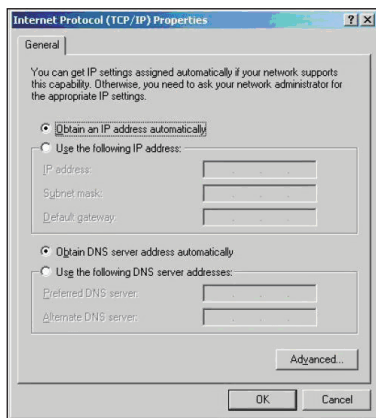 Internet Protocol (TCP/IP) Properties
General
You can get IP settings assigned automatically if your network supports
this capability. Otherwise, you need to ask your network administrator for
the appropriate IP settings.
Obtain an IP address automatically
Use the following IP address:
IP address:
Subnet mask:
Default gateway:
Obtain DNS server address automatically
Use the following DNS server addresses:
Preferred DNS server:
Alternate DNS server:
Advanced...
OK Cancel